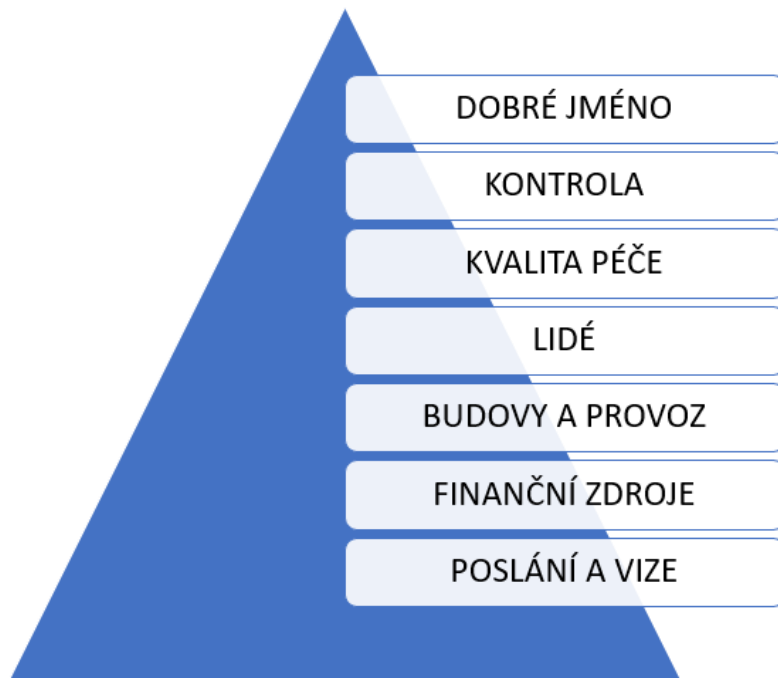 DOBRÉ JMÉNO
KONTROLA
KVALITA PÉČE
LIDÉ
BUDOVY A PROVOZ
FINANČNÍ ZDROJE
POSLÁNÍ A VIZE